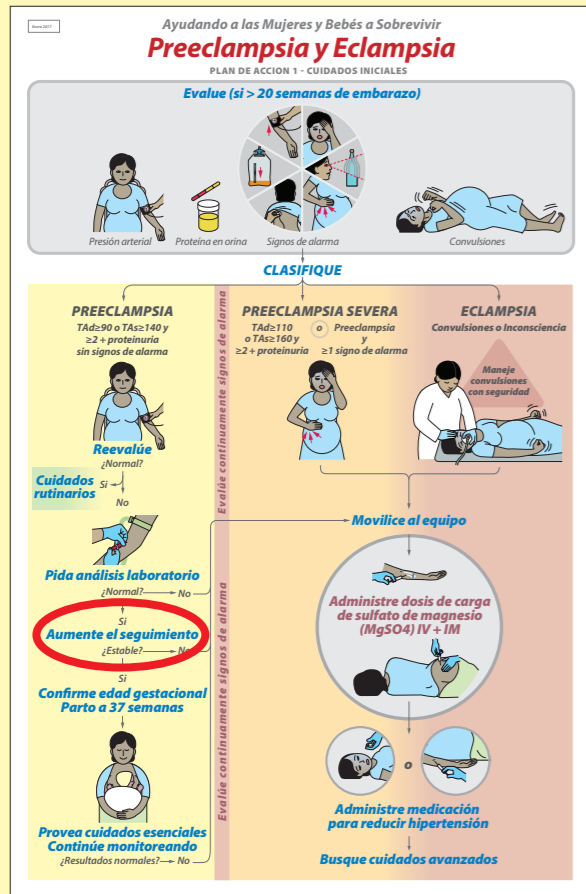 Enero 2017
Ayudando a las Mujeres y Bebés a Sobrevivir
Preeclampsia y Eclampsia
PLAN DE ACCION 1 - CUIDADOS INICIALES
Evalue (si > 20 semanas de embarazo)
Presión arterial
Proteína en orina
Signos de alarma
Convulsiones
CLASIFIQUE
PREECLAMPSIA
TAd≥90 o TAs≥140 y
≥2 + proteinuria
sin signos de alarma
Reevalúe
¿Normal?
Si
Cuidados
rutinarios
No
Pida análisis laboratorio
¿Normal?
No
Si
Aumente el seguimiento
¿Estable?
No
Si
Confirme edad gestacional
Parto a 37 semanas
Provea cuidados esenciales
Continúe monitoreando
¿Resultados normales?
No
Evalúe continuamente signos de alarma
Evalúe continuamente signos de alarma
PREECLAMPSIA SEVERA
TAd≥110
o TAs≥160 y
≥2 + proteinuria
o
Preeclampsia
y
≥1 signo de alarma
ECLAMPSIA
Convulsiones o Inconsciencia
Maneje
convulsiones
con seguridad
Movilice al equipo
Administre dosis de carga
de sulfato de magnesio
(MgSO4) IV + IM
o
Administre medicación
para reducir hipertensión
Busque cuidados avanzados